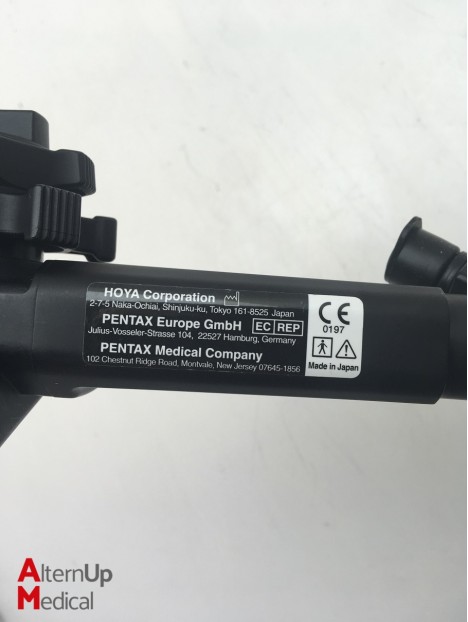 HOYA Corporation
2-7-5 Naka-Ochiai, Shinjuku-ku, Tokyo 161-8525 Japan
PENTAX Europe GmbH EC REP
Julius-Vosseler-Strasse 104, 22527 Hamburg, Germany
PENTAX Medical Company
102 Chestnut Ridge Road, Montvale, New Jersey 07645-1856
CE
0197
Made in Japan
AlternUp
Medical